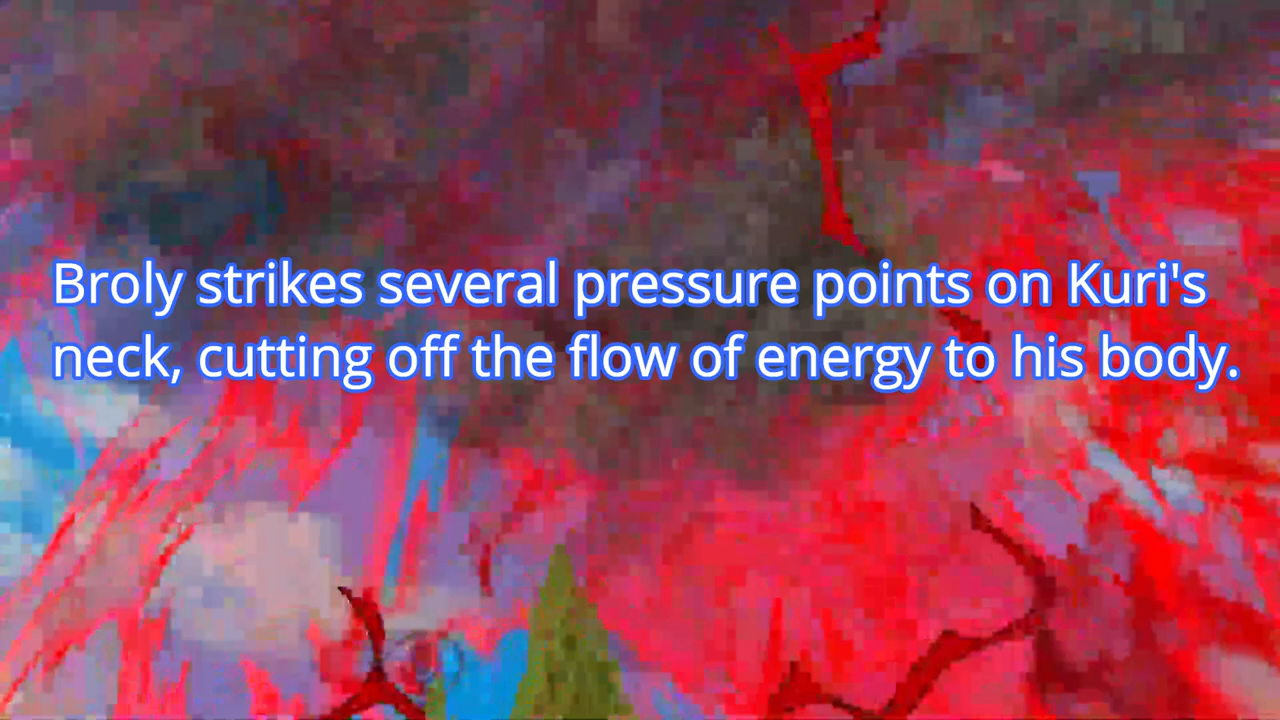 Broly strikes several pressure points on Kuri's
neck, cutting off the flow of energy to his body.